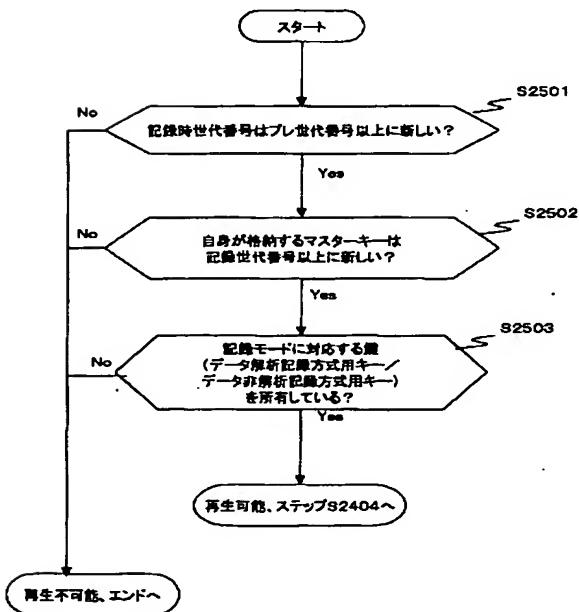 スタート
S2501
No
記録時世代番号はプレ世代番号以上に新しい?
Yes
S2502
No
自身が格納するマスターキーは
記録世代番号以上に新しい?
Yes
S2503
No
記録モードに対応する鍵
(データ解析記録方式用キー/
データ非解析記録方式用キー)
を所有している?
Yes
再生可能、ステップS2404へ
再生不可能、エンドへ